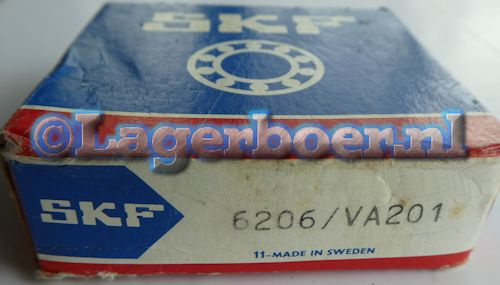 SKF
©Lagerboer.nl
SKF
6206/VA201
11-MADE IN SWEDEN